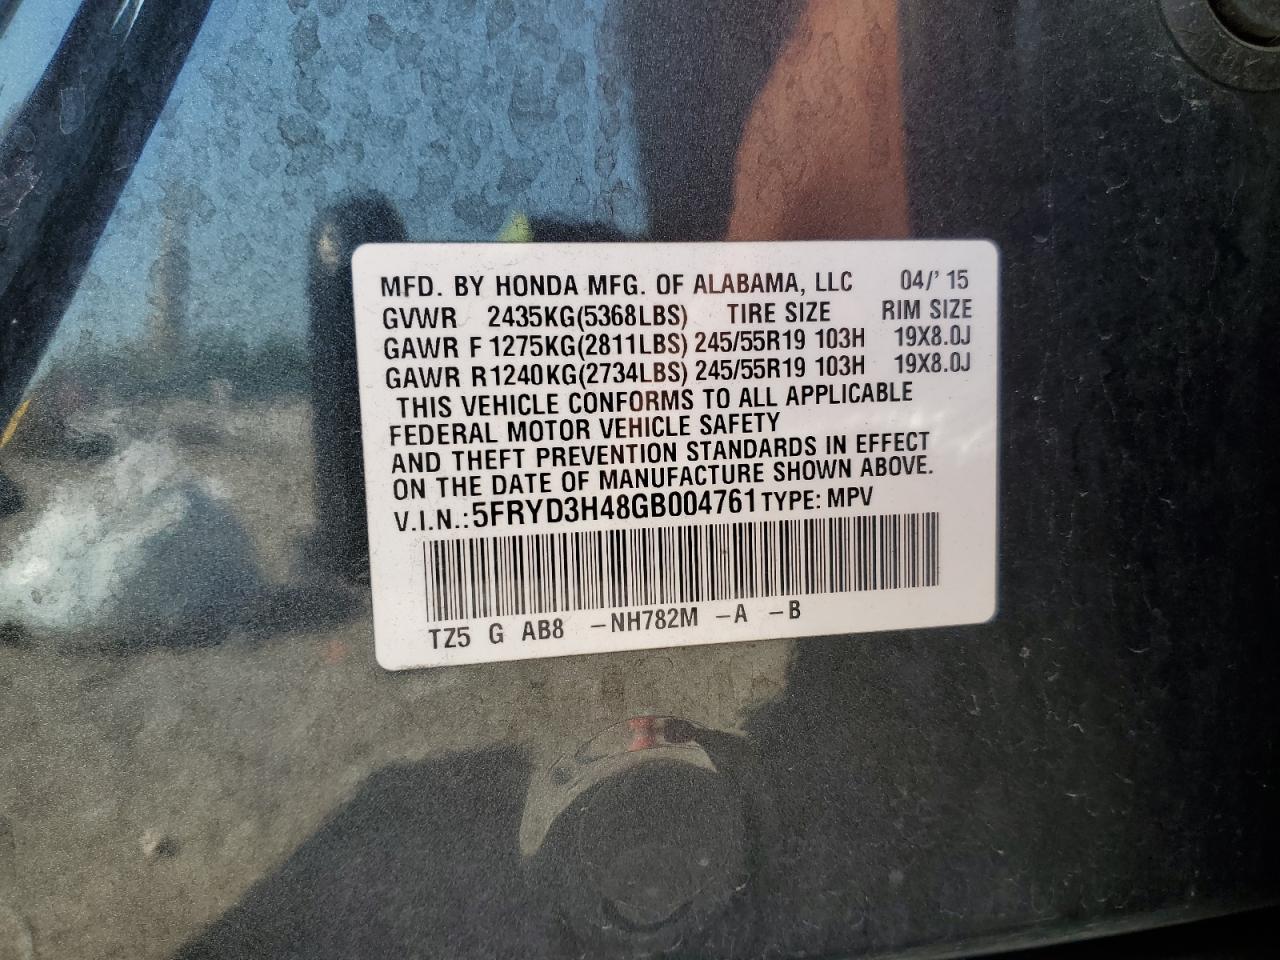 MFD. BY HONDA MFG. OF ALABAMA, LLC 04/' 15
GVWR 2435KG(5368LBS) TIRE SIZE RIM SIZE
GAWR F 1275KG(2811LBS) 245/55R19 103H 19X8.0J
GAWR R1240KG(2734LBS) 245/55R19 103H 19X8.0J
THIS VEHICLE CONFORMS TO ALL APPLICABLE
FEDERAL MOTOR VEHICLE SAFETY
AND THEFT PREVENTION STANDARDS IN EFFECT
ON THE DATE OF MANUFACTURE SHOWN ABOVE.
V.I.N.:5FRYD3H48GB004761 TYPE: MPV
TZ5 G AB8 -NH782M -A -B